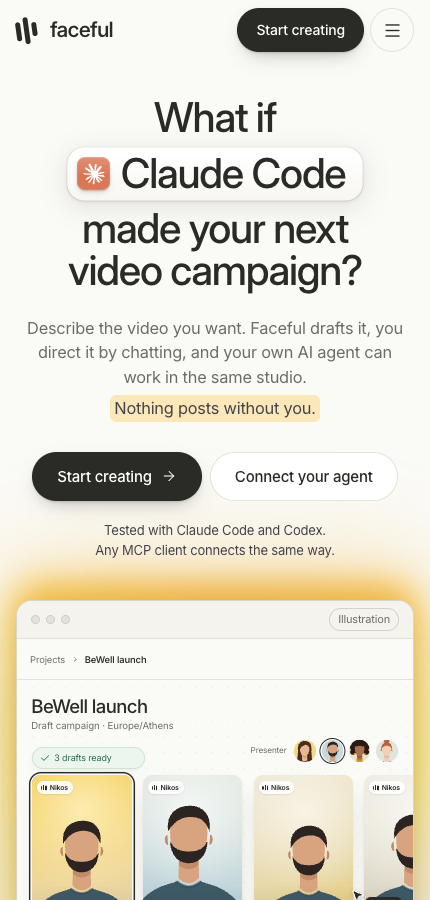 faceful
Start creating
What if
Claude Code
made your next
video campaign?
Describe the video you want. Faceful drafts it, you
direct it by chatting, and your own AI agent can
work in the same studio.
Nothing posts without you.
Start creating →
Connect your agent
Tested with Claude Code and Codex.
Any MCP client connects the same way.
Illustration
Projects › BeWell launch
BeWell launch
Draft campaign · Europe/Athens
Presenter
3 drafts ready
Nikos
Nikos
Nikos
Nikos